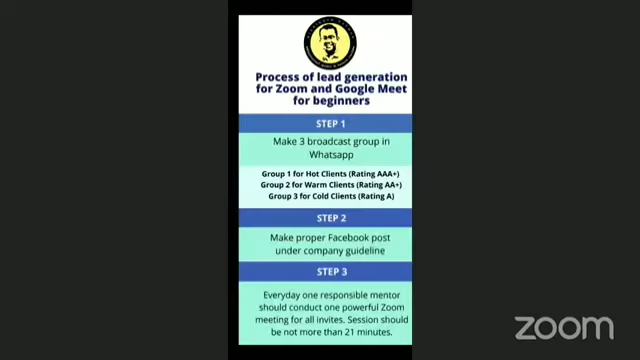 Process of lead generation
for Zoom and Google Meet
for beginners
STEP 1
Make 3 broadcast group in
Whatsapp
Group 1 for Hot Clients (Rating AAA+)
Group 2 for Warm Clients (Rating AA+)
Group 3 for Cold Clients (Rating A)
STEP 2
Make proper Facebook post
under company guideline
STEP 3
Everyday one responsible mentor
should conduct one powerful Zoom
meeting for all invites. Session should
be not more than 21 minutes.
zoom